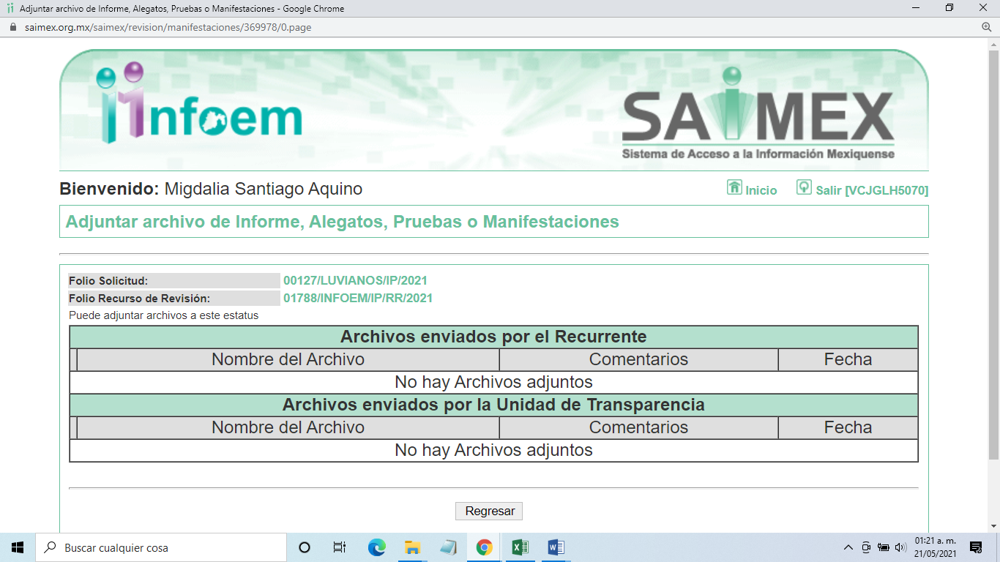 Adjuntar archivo de Informe, Alegatos, Pruebas o Manifestaciones - Google Chrome
saimex.org.mx/saimex/revision/manifestaciones/369978/0.page
infoem
SAiMEX
Sistema de Acceso a la Información Mexiquense
Bienvenido: Migdalia Santiago Aquino
Inicio Salir [VCJGLH5070]
Adjuntar archivo de Informe, Alegatos, Pruebas o Manifestaciones
Folio Solicitud: 00127/LUVIANOS/IP/2021
Folio Recurso de Revisión: 01788/INFOEM/IP/RR/2021
Puede adjuntar archivos a este estatus
Archivos enviados por el Recurrente
Nombre del Archivo Comentarios Fecha
No hay Archivos adjuntos
Archivos enviados por la Unidad de Transparencia
Nombre del Archivo Comentarios Fecha
No hay Archivos adjuntos
Regresar
Buscar cualquier cosa
01:21 a. m.
21/05/2021